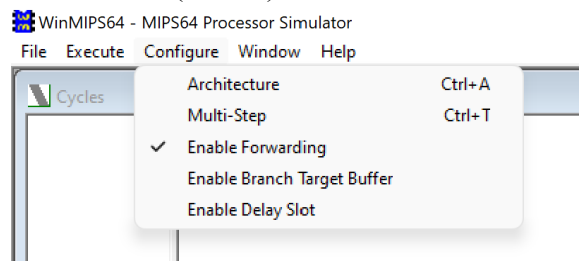 WinMIPS64 - MIPS64 Processor Simulator
File Execute Configure Window Help
Cycles
Architecture Ctrl+A
Multi-Step Ctrl+T
Enable Forwarding
Enable Branch Target Buffer
Enable Delay Slot